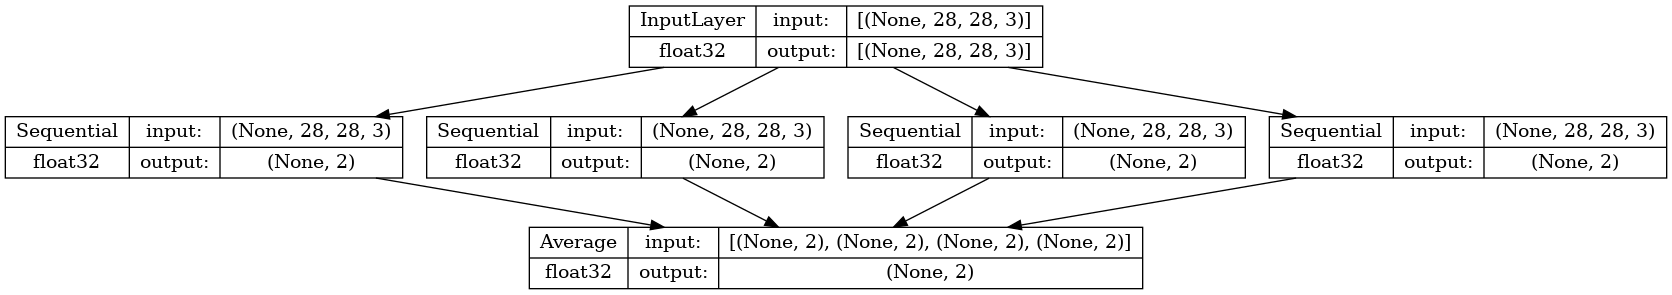 InputLayer input: [(None, 28, 28, 3)]
float32 output: [(None, 28, 28, 3)]
Sequential input: (None, 28, 28, 3)
float32 output: (None, 2)
Sequential input: (None, 28, 28, 3)
float32 output: (None, 2)
Sequential input: (None, 28, 28, 3)
float32 output: (None, 2)
Sequential input: (None, 28, 28, 3)
float32 output: (None, 2)
Average input: [(None, 2), (None, 2), (None, 2), (None, 2)]
float32 output: (None, 2)